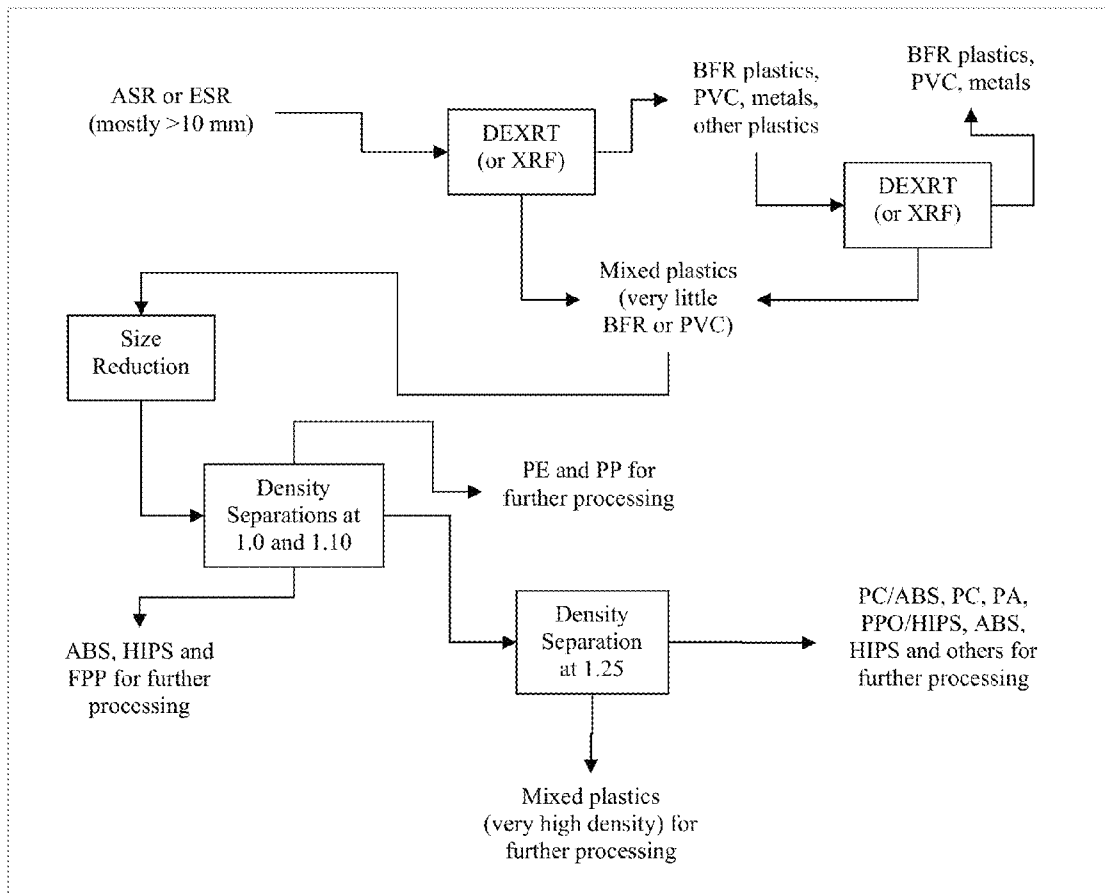 ASR or ESR
(mostly >10 mm)
DEXRT
(or XRF)
BFR plastics,
PVC, metals,
other plastics
BFR plastics,
PVC, metals
DEXRT
(or XRF)
Mixed plastics
(very little
BFR or PVC)
Size
Reduction
Density
Separations at
1.0 and 1.10
PE and PP for
further processing
ABS, HIPS and
FPP for further
processing
Density
Separation
at 1.25
PC/ABS, PC, PA,
PPO/HIPS, ABS,
HIPS and others for
further processing
Mixed plastics
(very high density) for
further processing